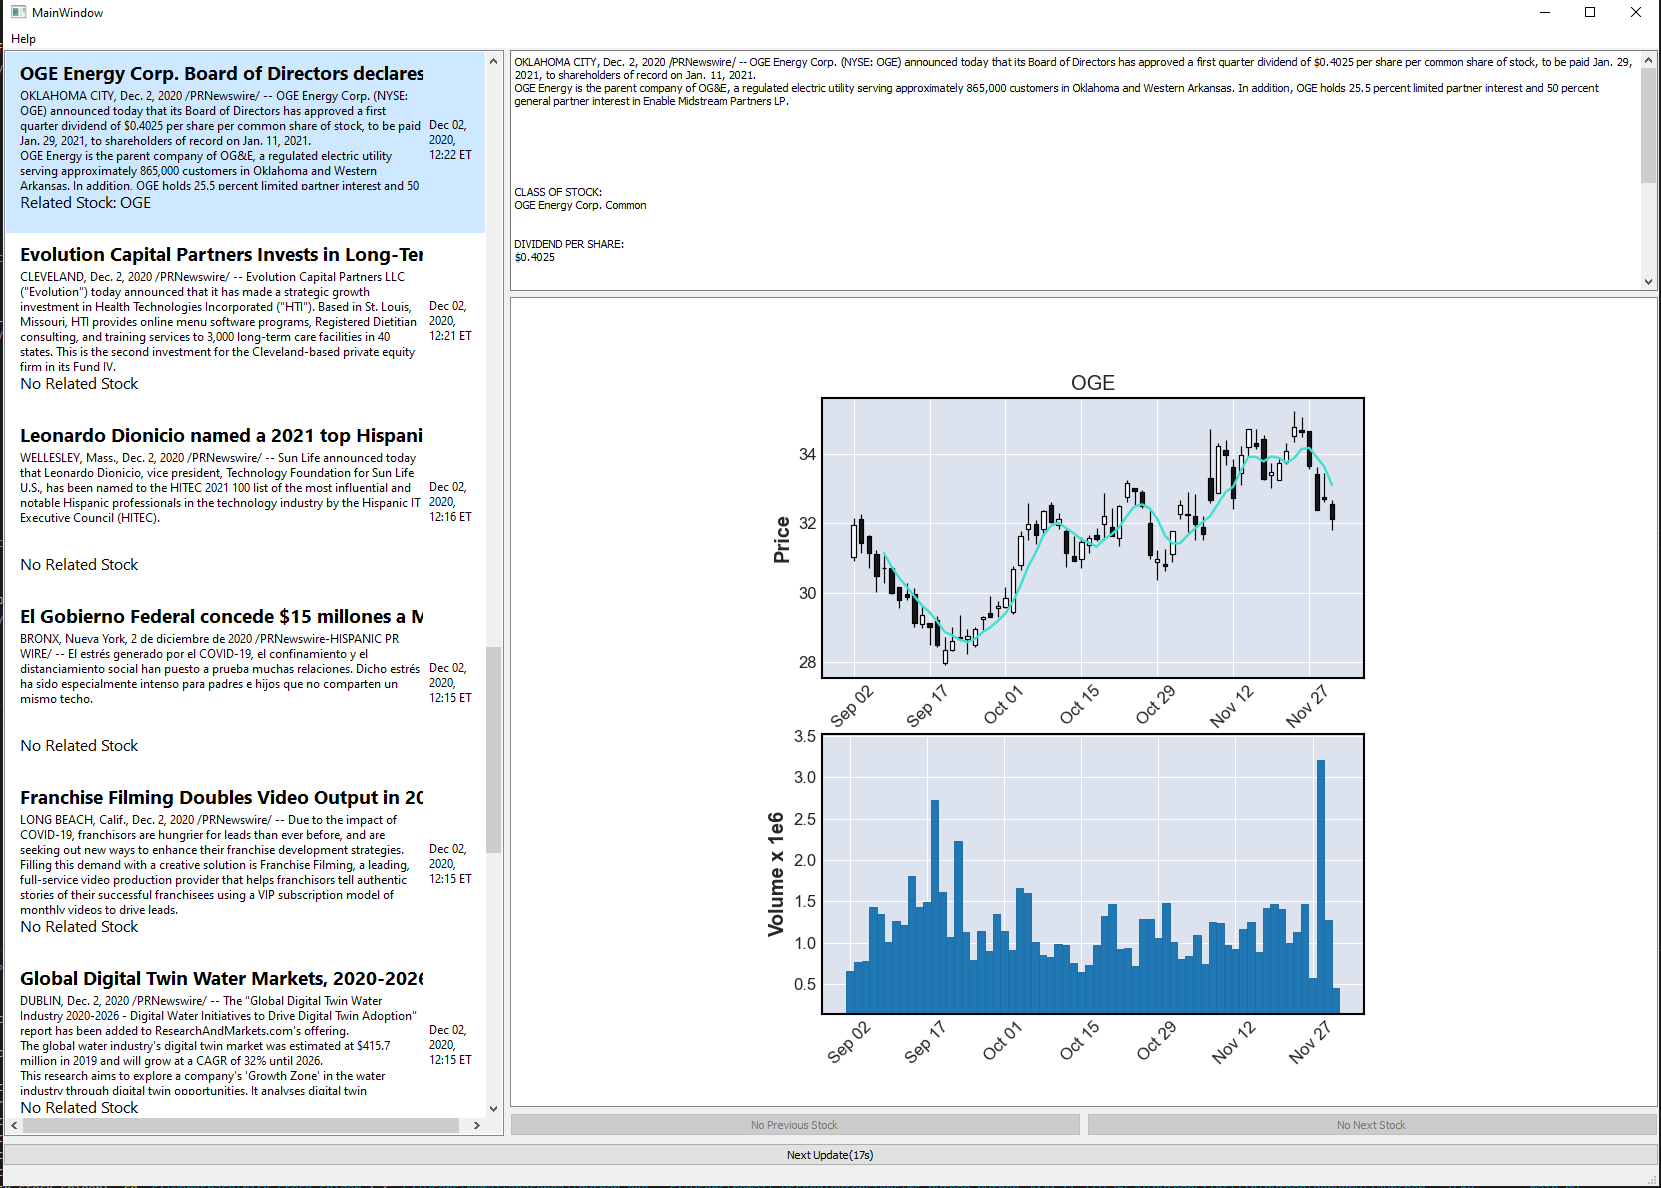 MainWindow
Help
OGE Energy Corp. Board of Directors declares
OKLAHOMA CITY, Dec. 2, 2020 /PRNewswire/ -- OGE Energy Corp. (NYSE:
OGE) announced today that its Board of Directors has approved a first
quarter dividend of $0.4025 per share per common share of stock, to be paid
Jan. 29, 2021, to shareholders of record on Jan. 11, 2021.
OGE Energy is the parent company of OG&E, a regulated electric utility
serving approximately 865,000 customers in Oklahoma and Western
Arkansas. In addition, OGE holds 25.5 percent limited partner interest and 50
Dec 02,
2020,
12:22 ET
Related Stock: OGE
Evolution Capital Partners Invests in Long-Ter
CLEVELAND, Dec. 2, 2020 /PRNewswire/ -- Evolution Capital Partners LLC
("Evolution") today announced that it has made a strategic growth
investment in Health Technologies Incorporated ("HTI"). Based in St. Louis,
Missouri, HTI provides online menu software programs, Registered Dietitian
consulting, and training services to 3,000 long-term care facilities in 40
states. This is the second investment for the Cleveland-based private equity
firm in its Fund IV.
Dec 02,
2020,
12:21 ET
No Related Stock
Leonardo Dionicio named a 2021 top Hispani
WELLESLEY, Mass., Dec. 2, 2020 /PRNewswire/ -- Sun Life announced today
that Leonardo Dionicio, vice president, Technology Foundation for Sun Life
U.S., has been named to the HITEC 2021 100 list of the most influential and
notable Hispanic professionals in the technology industry by the Hispanic IT
Executive Council (HITEC).
Dec 02,
2020,
12:16 ET
No Related Stock
El Gobierno Federal concede $15 millones a M
BRONX, Nueva York, 2 de diciembre de 2020 /PRNewswire-HISPANIC PR
WIRE/ -- El estrés generado por el COVID-19, el confinamiento y el
distanciamiento social han puesto a prueba muchas relaciones. Dicho estrés
ha sido especialmente intenso para padres e hijos que no comparten un
mismo techo.
Dec 02,
2020,
12:15 ET
No Related Stock
Franchise Filming Doubles Video Output in 20
LONG BEACH, Calif., Dec. 2, 2020 /PRNewswire/ -- Due to the impact of
COVID-19, franchisors are hungrier for leads than ever before, and are
seeking out new ways to enhance their franchise development strategies.
Filling this demand with a creative solution is Franchise Filming, a leading,
full-service video production provider that helps franchisors tell authentic
stories of their successful franchisees using a VIP subscription model of
monthly videos to drive leads.
Dec 02,
2020,
12:15 ET
No Related Stock
Global Digital Twin Water Markets, 2020-2026
DUBLIN, Dec. 2, 2020 /PRNewswire/ -- The "Global Digital Twin Water
Industry 2020-2026 - Digital Water Initiatives to Drive Digital Twin Adoption"
report has been added to ResearchAndMarkets.com's offering.
The global water industry's digital twin market was estimated at $415.7
million in 2019 and will grow at a CAGR of 32% until 2026.
This research aims to explore a company's 'Growth Zone' in the water
industry through digital twin opportunities. It analyses digital twin
Dec 02,
2020,
12:15 ET
No Related Stock
OKLAHOMA CITY, Dec. 2, 2020 /PRNewswire/ -- OGE Energy Corp. (NYSE: OGE) announced today that its Board of Directors has approved a first quarter dividend of $0.4025 per share per common share of stock, to be paid Jan. 29,
2021, to shareholders of record on Jan. 11, 2021.
OGE Energy is the parent company of OG&E, a regulated electric utility serving approximately 865,000 customers in Oklahoma and Western Arkansas. In addition, OGE holds 25.5 percent limited partner interest and 50 percent
general partner interest in Enable Midstream Partners LP.
CLASS OF STOCK:
OGE Energy Corp. Common
DIVIDEND PER SHARE:
$0.4025
OGE
Price
34
32
30
28
Sep 02
Sep 17
Oct 01
Oct 15
Oct 29
Nov 12
Nov 27
Volume x 1e6
3.5
3.0
2.5
2.0
1.5
1.0
0.5
Sep 02
Sep 17
Oct 01
Oct 15
Oct 29
Nov 12
Nov 27
No Previous Stock
No Next Stock
Next Update(17s)